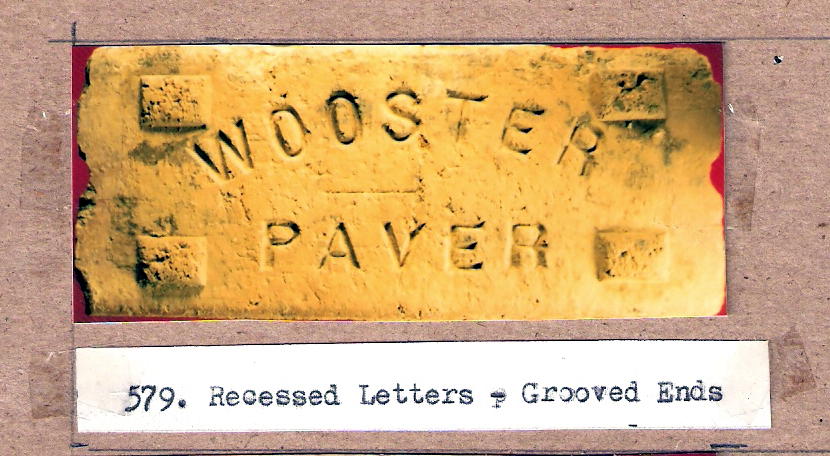 WOOSTER
PAVER
579. Recessed Letters - Grooved Ends